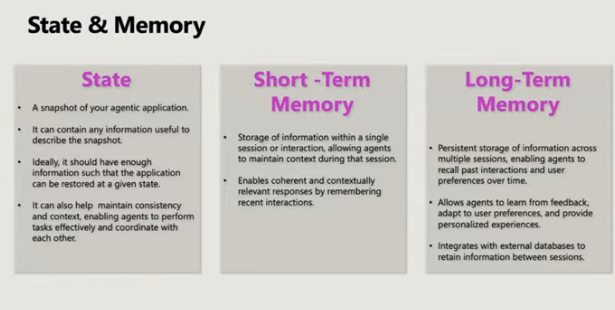 State & Memory
State
• A snapshot of your agentic application.
• It can contain any information useful to
describe the snapshot.
• Ideally, it should have enough
information such that the application
can be restored at a given state.
• It can also help maintain consistency
and context, enabling agents to perform
tasks effectively and coordinate with
each other.
Short -Term
Memory
• Storage of information within a single
session or interaction, allowing agents
to maintain context during that session.
• Enables coherent and contextually
relevant responses by remembering
recent interactions.
Long-Term
Memory
• Persistent storage of information across
multiple sessions, enabling agents to
recall past interactions and user
preferences over time.
• Allows agents to learn from feedback,
adapt to user preferences, and provide
personalized experiences.
• Integrates with external databases to
retain information between sessions.